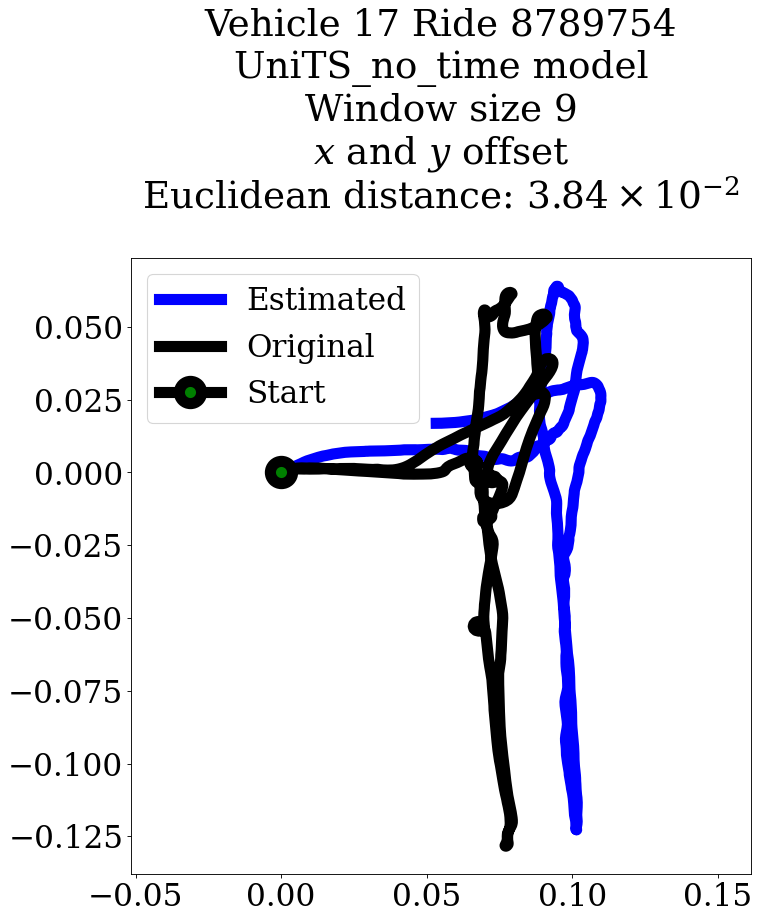 Vehicle 17 Ride 8789754
UniTS_no_time model
Window size 9
x and y offset
Euclidean distance: 3.84 × 10⁻²
Estimated
Original
Start
0.050
0.025
0.000
−0.025
−0.050
−0.075
−0.100
−0.125
−0.05 0.00 0.05 0.10 0.15